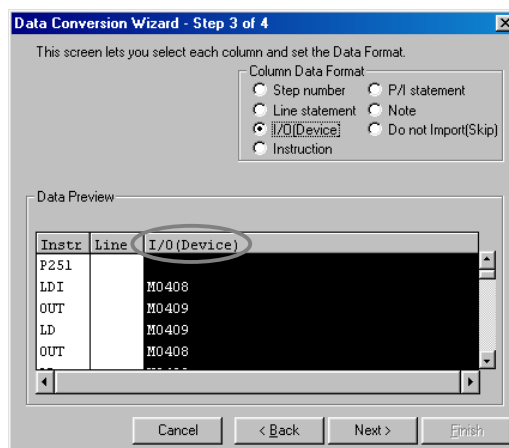 Data Conversion Wizard - Step 3 of 4
This screen lets you select each column and set the Data Format.
Column Data Format
Step number P/I statement
Line statement Note
I/O(Device) Do not Import(Skip)
Instruction
Data Preview
Instr Line I/O(Device)
P251
LDI M0408
OUT M0409
LD M0409
OUT M0408
Cancel < Back Next > Finish